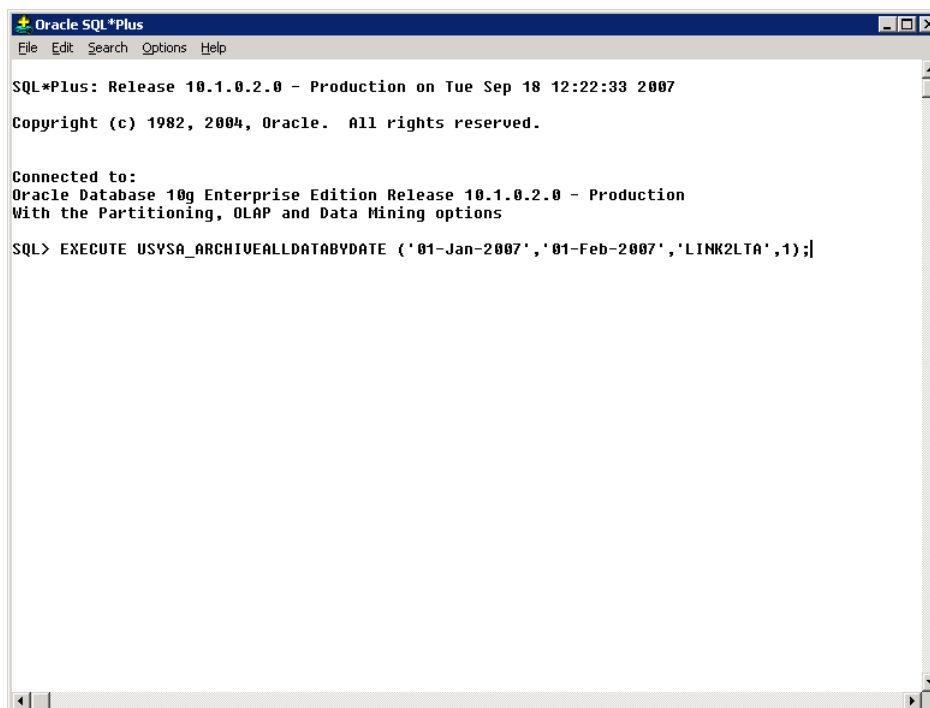 Oracle SQL*Plus
File Edit Search Options Help
SQL*Plus: Release 10.1.0.2.0 - Production on Tue Sep 18 12:22:33 2007
Copyright (c) 1982, 2004, Oracle.  All rights reserved.
Connected to:
Oracle Database 10g Enterprise Edition Release 10.1.0.2.0 - Production
With the Partitioning, OLAP and Data Mining options
SQL> EXECUTE USYSA_ARCHIVEALLDATABYDATE ('01-Jan-2007','01-Feb-2007','LINK2LTA',1);